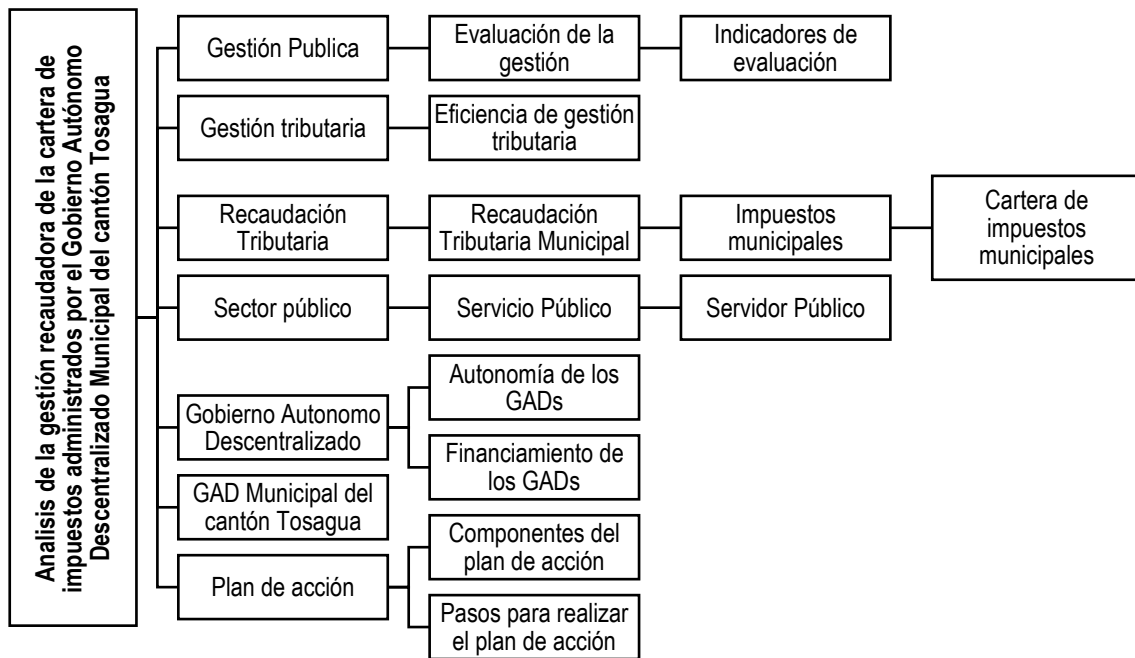 Analisis de la gestión recaudadora de la cartera de
impuestos administrados por el Gobierno Autónomo
Descentralizado Municipal del cantón Tosagua
Gestión Publica
Evaluación de la
gestión
Indicadores de
evaluación
Gestión tributaria
Eficiencia de gestión
tributaria
Recaudación
Tributaria
Recaudación
Tributaria Municipal
Impuestos
municipales
Cartera de
impuestos
municipales
Sector público
Servicio Público
Servidor Público
Gobierno Autonomo
Descentralizado
Autonomía de los
GADs
Financiamiento de
los GADs
GAD Municipal del
cantón Tosagua
Plan de acción
Componentes del
plan de acción
Pasos para realizar
el plan de acción